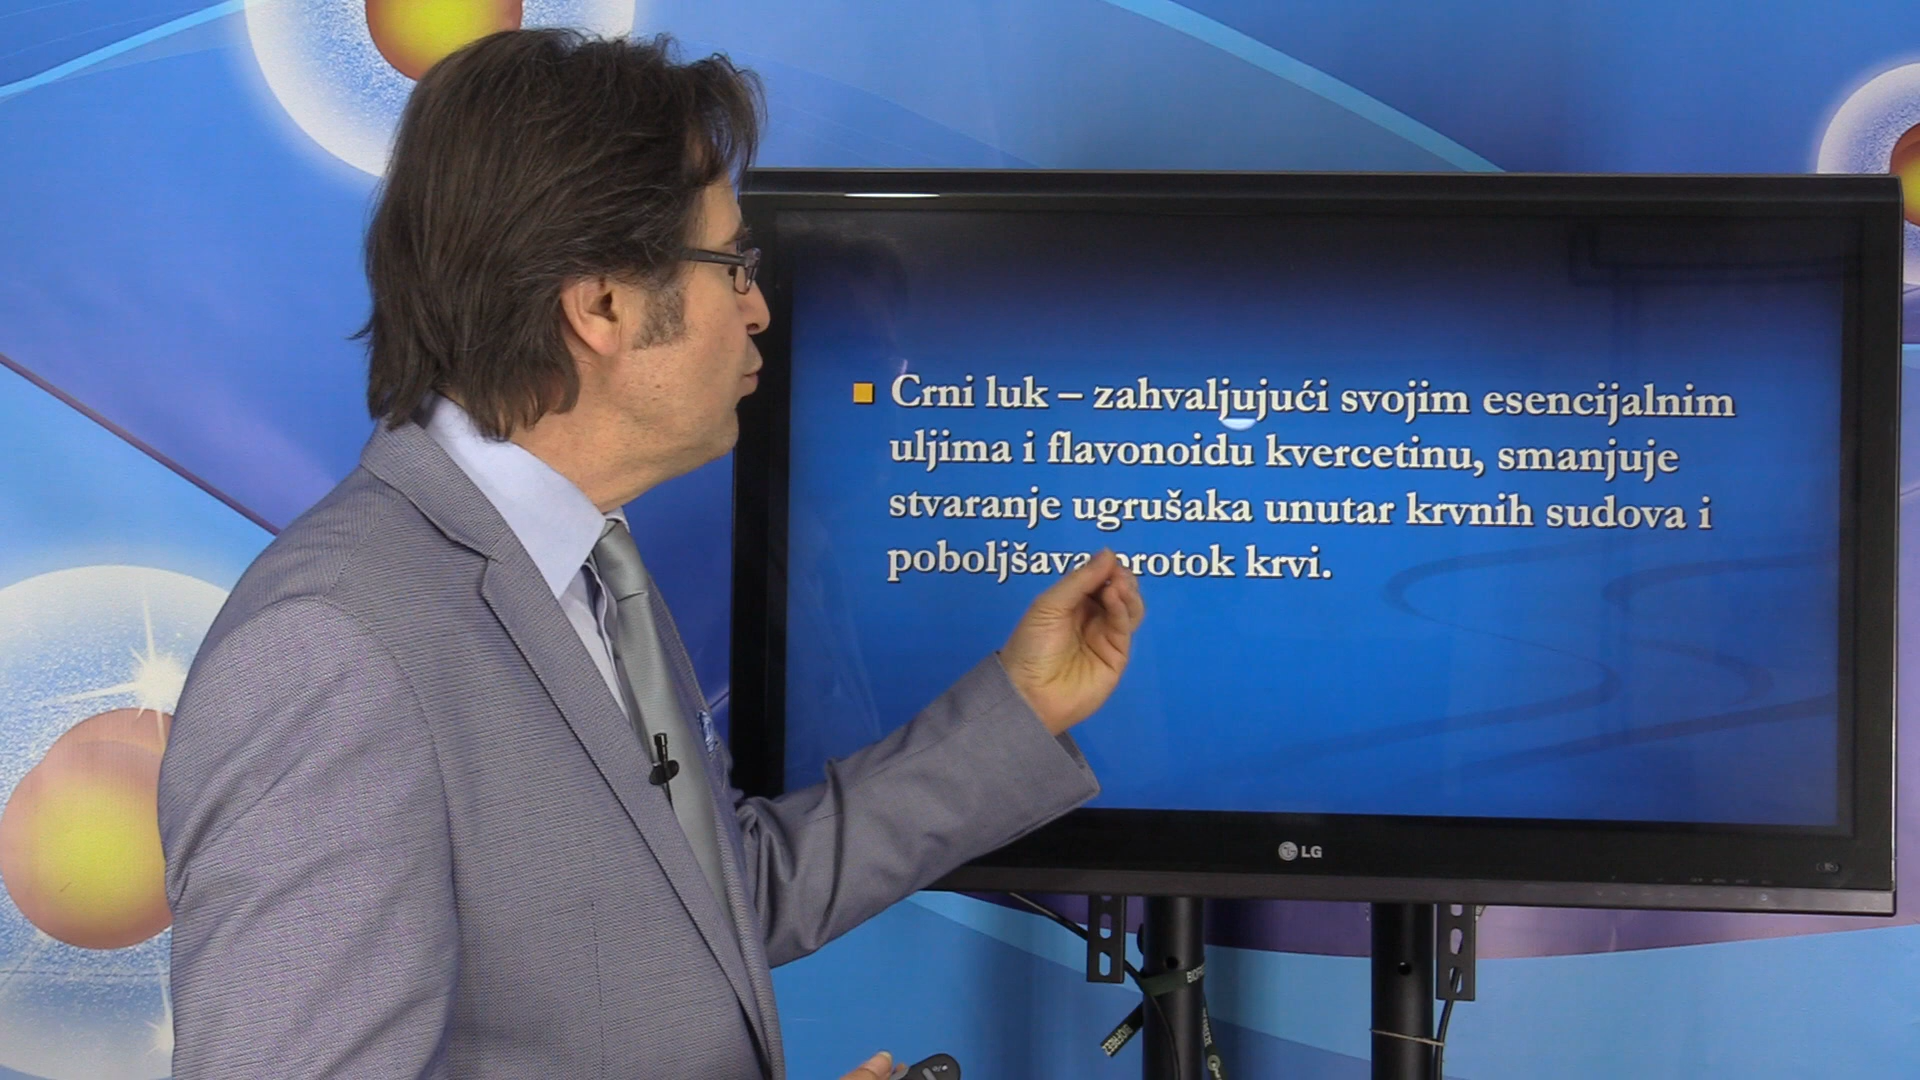 Crni luk – zahvaljujući svojim esencijalnim
uljima i flavonoidu kvercetinu, smanjuje
stvaranje ugrušaka unutar krvnih sudova i
poboljšava protok krvi.
LG